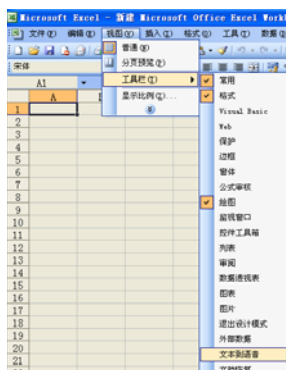 Microsoft Excel - 新建 Microsoft Office Excel Work
文件(F) 编辑(E) 视图(V) 插入(I) 格式(O) 工具(T) 数据(D
宋体
普通(N)
分页预览(P)
工具栏(T)
显示比例(Z)...
A1
A
1
2
3
4
5
6
7
8
9
10
11
12
13
14
15
16
17
18
19
20
21
常用
格式
Visual Basic
Web
保护
边框
窗体
公式审核
绘图
监视窗口
控件工具箱
列表
审阅
数据透视表
图表
图片
退出设计模式
外部数据
文本到语音